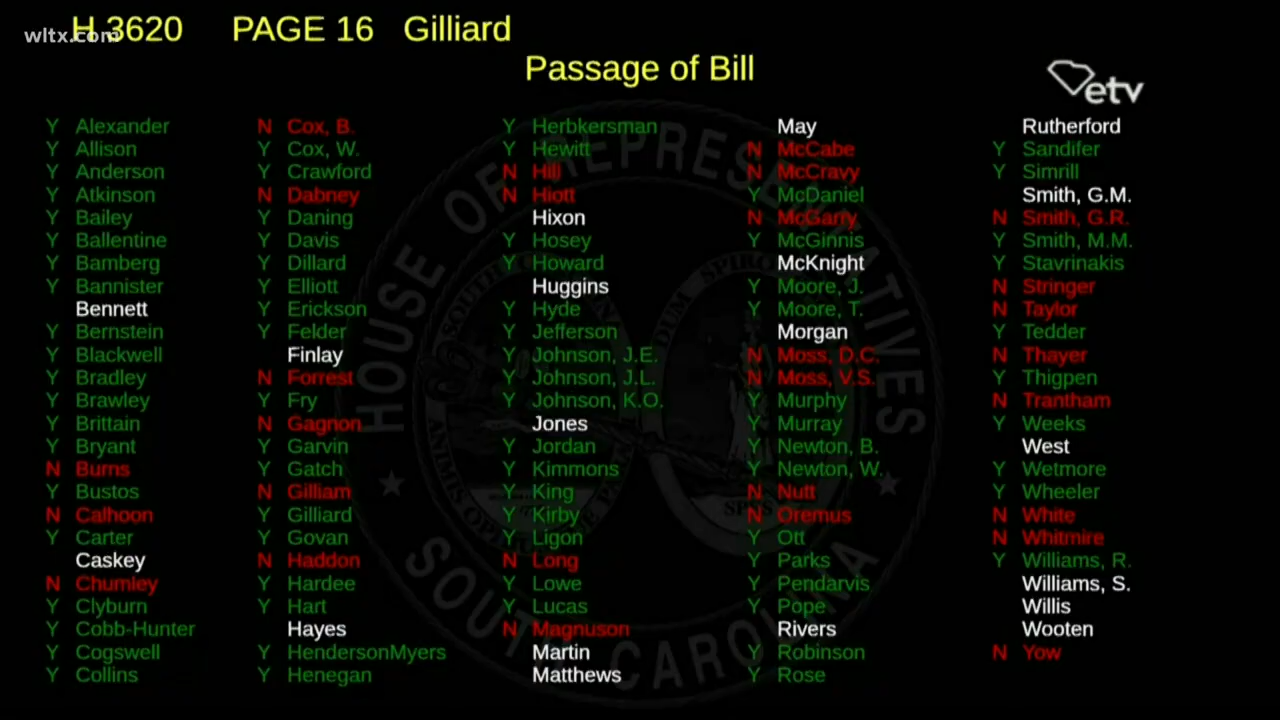 H 3620 PAGE 16 Gilliard
wltx.com
Passage of Bill
etv
Y Alexander N Cox, B. Y Herbkersman May Rutherford
Y Allison Y Cox, W. Y Hewitt N McCabe Y Sandifer
Y Anderson Y Crawford N Hill N McCravy Y Simrill
Y Atkinson N Dabney N Hiott Y McDaniel Smith, G.M.
Y Bailey Y Daning Hixon N McGarry N Smith, G.R.
Y Ballentine Y Davis Y Hosey Y McGinnis Y Smith, M.M.
Y Bamberg Y Dillard Y Howard McKnight Y Stavrinakis
Y Bannister Y Elliott Huggins Y Moore, J. N Stringer
Bennett Y Erickson Y Hyde Y Moore, T. N Taylor
Y Bernstein Y Felder Y Jefferson Morgan Y Tedder
Y Blackwell Finlay Y Johnson, J.E. N Moss, D.C. N Thayer
Y Bradley N Forrest Y Johnson, J.L. N Moss, V.S. Y Thigpen
Y Brawley Y Fry Y Johnson, K.O. Y Murphy N Trantham
Y Brittain N Gagnon Jones Y Murray Y Weeks
Y Bryant Y Garvin Y Jordan Y Newton, B. West
N Burns Y Gatch Y Kimmons Y Newton, W. Y Wetmore
Y Bustos N Gilliam Y King N Nutt Y Wheeler
N Calhoon Y Gilliard Y Kirby N Oremus N White
Y Carter Y Govan Y Ligon Y Ott N Whitmire
Caskey N Haddon N Long Y Parks Y Williams, R.
N Chumley Y Hardee Y Lowe Y Pendarvis Williams, S.
Y Clyburn Y Hart Y Lucas Y Pope Willis
Y Cobb-Hunter Hayes N Magnuson Rivers Wooten
Y Cogswell Y HendersonMyers Martin Y Robinson N Yow
Y Collins Y Henegan Matthews Y Rose
HOUSE OF REPRESENTATIVES
SOUTH CAROLINA